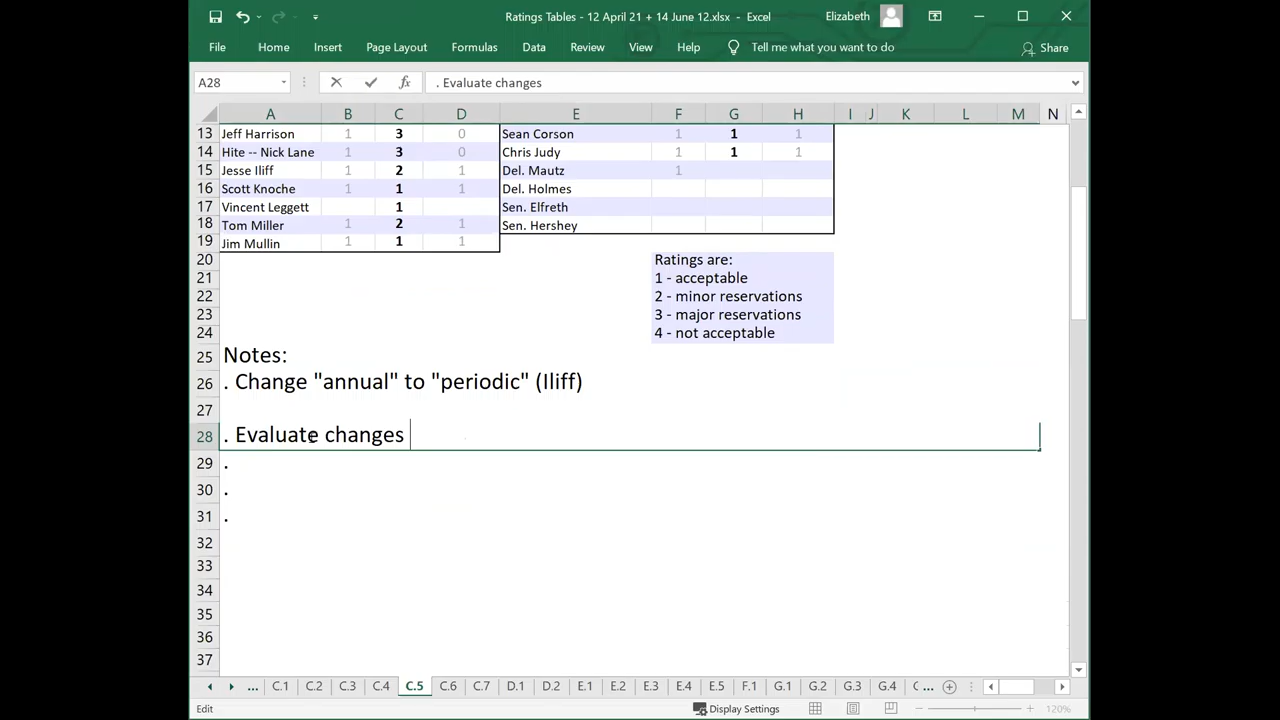 Ratings Tables - 12 April 21 + 14 June 12.xlsx - Excel
Elizabeth
File Home Insert Page Layout Formulas Data Review View Help Tell me what you want to do Share
A28 fx . Evaluate changes
A B C D E F G H I J K L M N
13 Jeff Harrison 1 3 0 Sean Corson 1 1 1
14 Hite -- Nick Lane 1 3 0 Chris Judy 1 1 1
15 Jesse Iliff 1 2 1 Del. Mautz 1
16 Scott Knoche 1 1 1 Del. Holmes
17 Vincent Leggett 1 Sen. Elfreth
18 Tom Miller 1 2 1 Sen. Hershey
19 Jim Mullin 1 1 1
20 Ratings are:
21 1 - acceptable
22 2 - minor reservations
23 3 - major reservations
24 4 - not acceptable
25 Notes:
26 . Change "annual" to "periodic" (Iliff)
27
28 . Evaluate changes
29 .
30 .
31 .
32
33
34
35
36
37
... C.1 C.2 C.3 C.4 C.5 C.6 C.7 D.1 D.2 E.1 E.2 E.3 E.4 E.5 F.1 G.1 G.2 G.3 G.4 ...
Edit Display Settings 120%